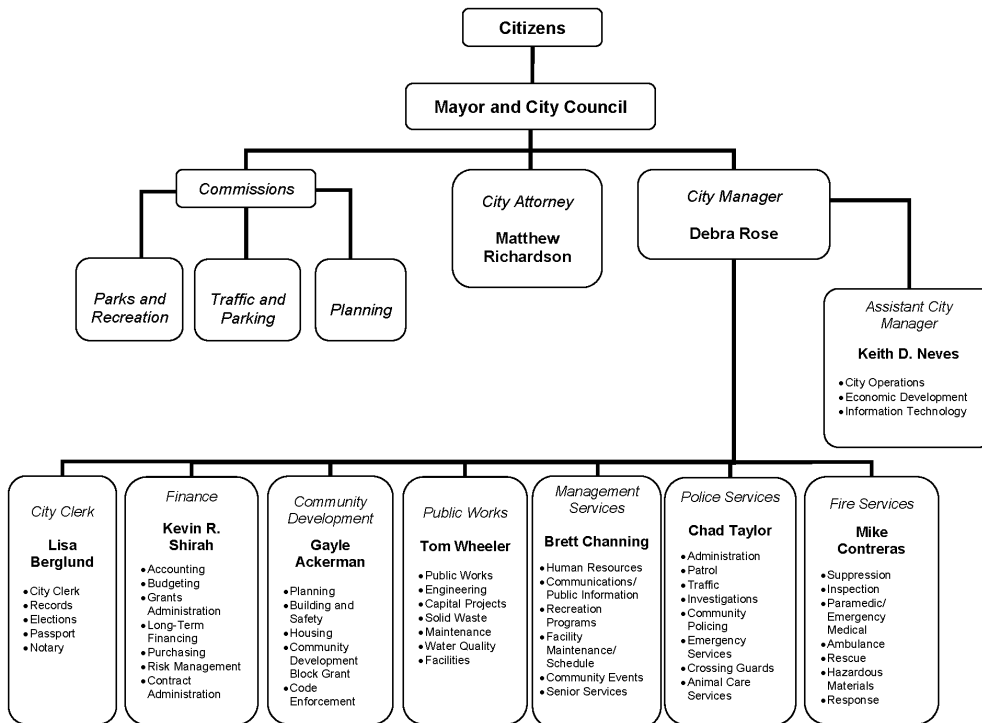 Citizens
Mayor and City Council
Commissions
City Attorney
Matthew
Richardson
City Manager
Debra Rose
Parks and
Recreation
Traffic and
Parking
Planning
Assistant City
Manager
Keith D. Neves
• City Operations
• Economic Development
• Information Technology
City Clerk
Lisa
Berglund
• City Clerk
• Records
• Elections
• Passport
• Notary
Finance
Kevin R.
Shirah
• Accounting
• Budgeting
• Grants
Administration
• Long-Term
Financing
• Purchasing
• Risk Management
• Contract
Administration
Community
Development
Gayle
Ackerman
• Planning
• Building and
Safety
• Housing
• Community
Development
Block Grant
• Code
Enforcement
Public Works
Tom Wheeler
• Public Works
• Engineering
• Capital Projects
• Solid Waste
• Maintenance
• Water Quality
• Facilities
Management
Services
Brett Channing
• Human Resources
• Communications/
Public Information
• Recreation
Programs
• Facility
Maintenance/
Schedule
• Community Events
• Senior Services
Police Services
Chad Taylor
• Administration
• Patrol
• Traffic
• Investigations
• Community
Policing
• Emergency
Services
• Crossing Guards
• Animal Care
Services
Fire Services
Mike
Contreras
• Suppression
• Inspection
• Paramedic/
Emergency
Medical
• Ambulance
• Rescue
• Hazardous
Materials
• Response